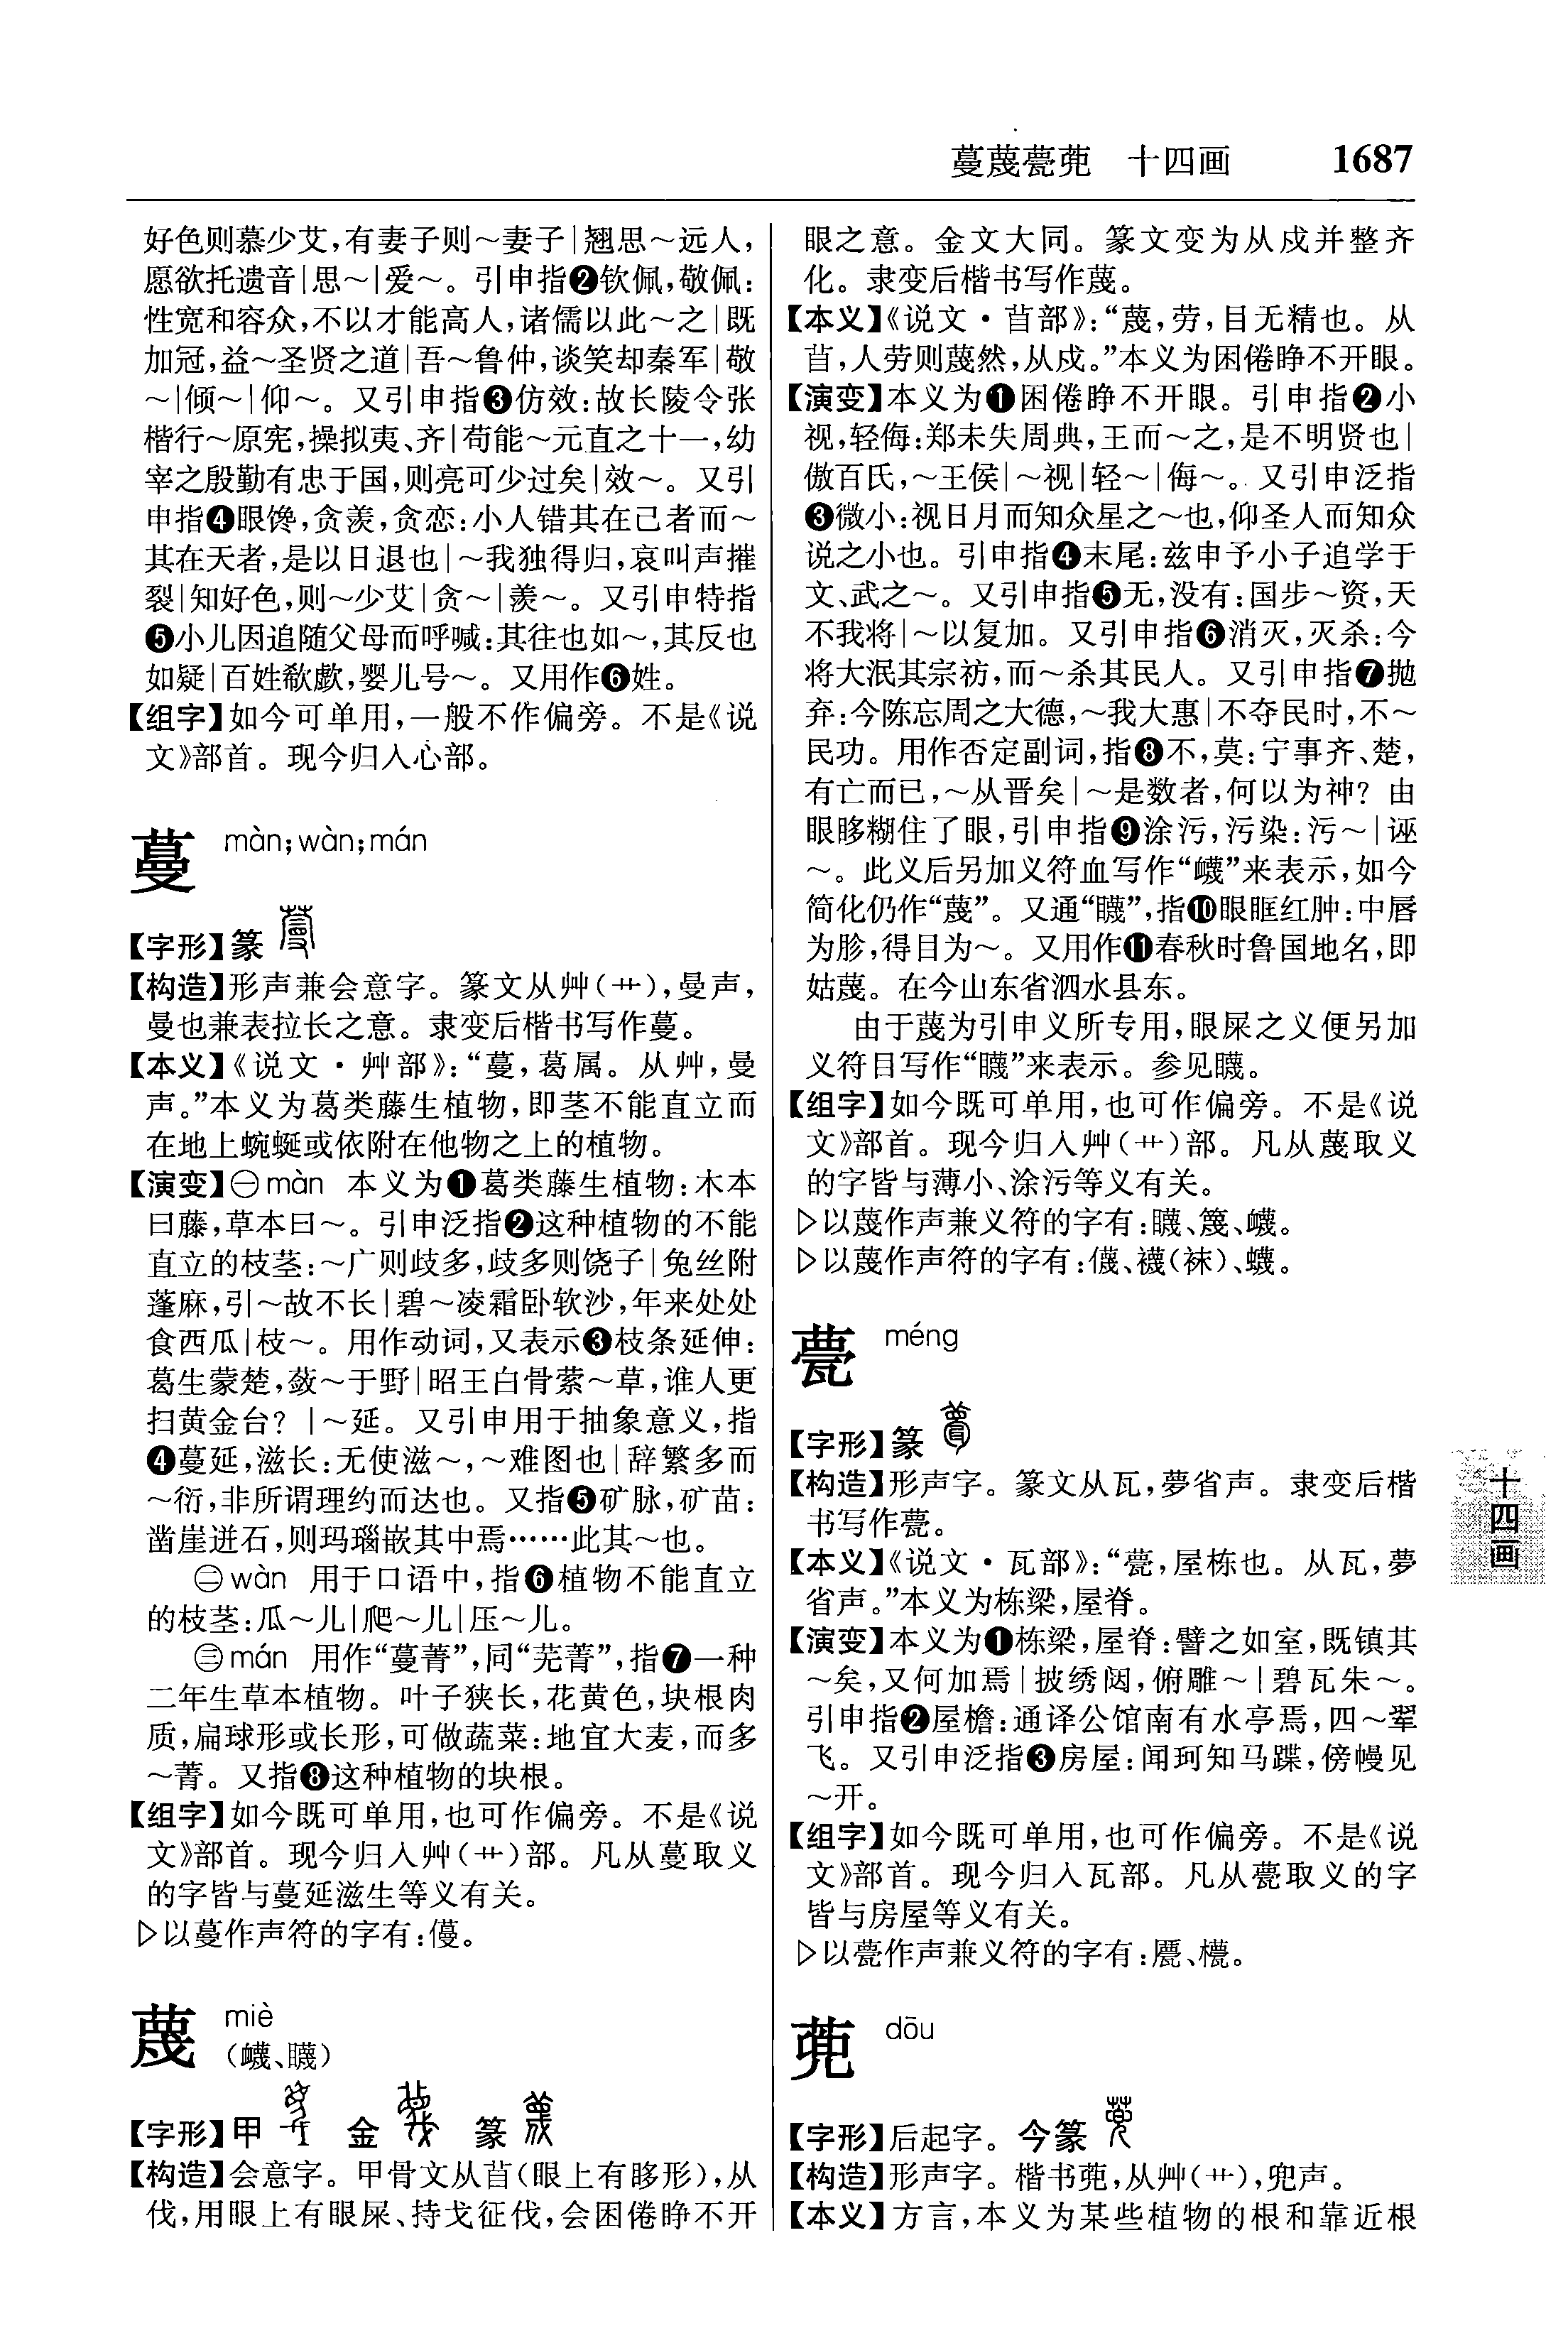 蔓蔑甍蔸　十四画　1687
好色则慕少艾,有妻子则～妻子|翘思～远人,
愿欲托遗音|思～|爱～。引申指❷钦佩,敬佩:
性宽和容众,不以才能高人,诸儒以此～之|既
加冠,益～圣贤之道|吾～鲁仲,谈笑却秦军|敬
～|倾～|仰～。又引申指❸仿效:故长陵令张
楷行～原宪,操拟夷、齐|苟能～元直之十一,幼
宰之殷勤有忠于国,则亮可少过矣|效～。又引
申指❹眼馋,贪羡,贪恋:小人错其在己者而～
其在天者,是以日退也|～我独得归,哀叫声摧
裂|知好色,则～少艾|贪～|羡～。又引申特指
❺小儿因追随父母而呼喊:其往也如～,其反也
如疑|百姓欷歔,婴儿号～。又用作❻姓。
【组字】如今可单用,一般不作偏旁。不是《说
文》部首。现今归入心部。
蔓 màn;wàn;mán
【字形】篆
【构造】形声兼会意字。篆文从艸(艹),曼声,
曼也兼表拉长之意。隶变后楷书写作蔓。
【本义】《说文·艸部》:“蔓,葛属。从艸,曼
声。”本义为葛类藤生植物,即茎不能直立而
在地上蜿蜒或依附在他物之上的植物。
【演变】㊀màn 本义为❶葛类藤生植物:木本
曰藤,草本曰～。引申泛指❷这种植物的不能
直立的枝茎:～广则歧多,歧多则饶子|兔丝附
蓬麻,引～故不长|碧～凌霜卧软沙,年来处处
食西瓜|枝～。用作动词,又表示❸枝条延伸:
葛生蒙楚,蔹～于野|昭王白骨萦～草,谁人更
扫黄金台?|～延。又引申用于抽象意义,指
❹蔓延,滋长:无使滋～,～难图也|辞繁多而
～衍,非所谓理约而达也。又指❺矿脉,矿苗:
凿崖迸石,则玛瑙嵌其中焉……此其～也。
㊁wàn 用于口语中,指❻植物不能直立
的枝茎:瓜～儿|爬～儿|压～儿。
㊂mán 用作“蔓菁”,同“芜菁”,指❼一种
二年生草本植物。叶子狭长,花黄色,块根肉
质,扁球形或长形,可做蔬菜:地宜大麦,而多
～菁。又指❽这种植物的块根。
【组字】如今既可单用,也可作偏旁。不是《说
文》部首。现今归入艸(艹)部。凡从蔓取义
的字皆与蔓延滋生等义有关。
▷以蔓作声符的字有:㒼。
蔑 miè
(衊、瞸)
【字形】甲 金 篆
【构造】会意字。甲骨文从苜(眼上有眵形),从
伐,用眼上有眼屎、持戈征伐,会困倦睁不开
眼之意。金文大同。篆文变为从戍并整齐
化。隶变后楷书写作蔑。
【本义】《说文·苜部》:“蔑,劳,目无精也。从
苜,人劳则蔑然,从戍。”本义为困倦睁不开眼。
【演变】本义为❶困倦睁不开眼。引申指❷小
视,轻侮:郑未失周典,王而～之,是不明贤也|
傲百氏,～王侯|～视|轻～|侮～。又引申泛指
❸微小:视日月而知众星之～也,仰圣人而知众
说之小也。引申指❹末尾:兹申予小子追学于
文、武之～。又引申指❺无,没有:国步～资,天
不我将|～以复加。又引申指❻消灭,灭杀:今
将大泯其宗祊,而～杀其民人。又引申指❼抛
弃:今陈忘周之大德,～我大惠|不夺民时,不～
民功。用作否定副词,指❽不,莫:宁事齐、楚,
有亡而已,～从晋矣|～是数者,何以为神?由
眼眵糊住了眼,引申指❾涂污,污染:污～|诬
～。此义后另加义符血写作“衊”来表示,如今
简化仍作“蔑”。又通“𥌚”,指❿眼眶红肿:中唇
为胗,得目为～。又用作⓫春秋时鲁国地名,即
姑蔑。在今山东省泗水县东。
由于蔑为引申义所专用,眼屎之义便另加
义符目写作“𥌚”来表示。参见𥌚。
【组字】如今既可单用,也可作偏旁。不是《说
文》部首。现今归入艸(艹)部。凡从蔑取义
的字皆与薄小、涂污等义有关。
▷以蔑作声兼义符的字有:𥌚、篾、衊。
▷以蔑作声符的字有:㒝、襪(袜)、蠛。
甍 méng
【字形】篆
【构造】形声字。篆文从瓦,夢省声。隶变后楷
书写作甍。
【本义】《说文·瓦部》:“甍,屋栋也。从瓦,夢
省声。”本义为栋梁,屋脊。
【演变】本义为❶栋梁,屋脊:譬之如室,既镇其
～矣,又何加焉|披绣闼,俯雕～|碧瓦朱～。
引申指❷屋檐:通译公馆南有水亭焉,四～翚
飞。又引申泛指❸房屋:闻珂知马蹀,傍幔见
～开。
【组字】如今既可单用,也可作偏旁。不是《说
文》部首。现今归入瓦部。凡从甍取义的字
皆与房屋等义有关。
▷以甍作声兼义符的字有:
十四画
蔸 dōu
【字形】后起字。今篆
【构造】形声字。楷书蔸,从艸(艹),兜声。
【本义】方言,本义为某些植物的根和靠近根